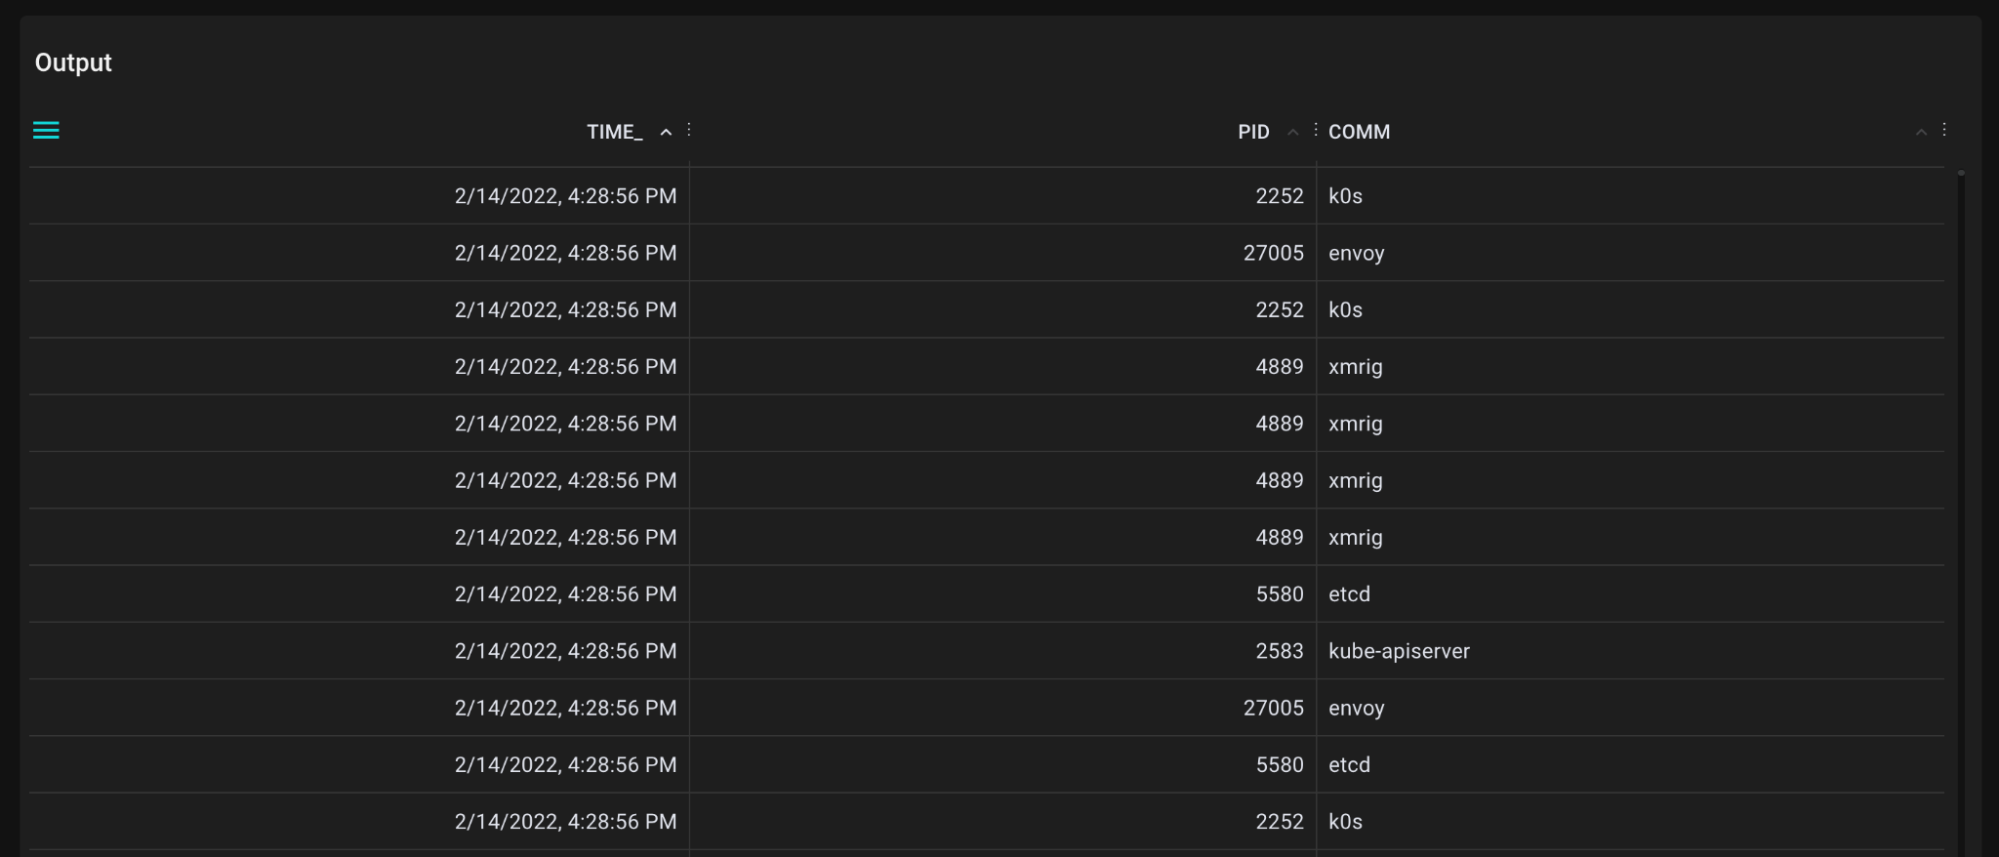 Output
TIME_ PID COMM
2/14/2022, 4:28:56 PM 2252 k0s
2/14/2022, 4:28:56 PM 27005 envoy
2/14/2022, 4:28:56 PM 2252 k0s
2/14/2022, 4:28:56 PM 4889 xmrig
2/14/2022, 4:28:56 PM 4889 xmrig
2/14/2022, 4:28:56 PM 4889 xmrig
2/14/2022, 4:28:56 PM 4889 xmrig
2/14/2022, 4:28:56 PM 5580 etcd
2/14/2022, 4:28:56 PM 2583 kube-apiserver
2/14/2022, 4:28:56 PM 27005 envoy
2/14/2022, 4:28:56 PM 5580 etcd
2/14/2022, 4:28:56 PM 2252 k0s